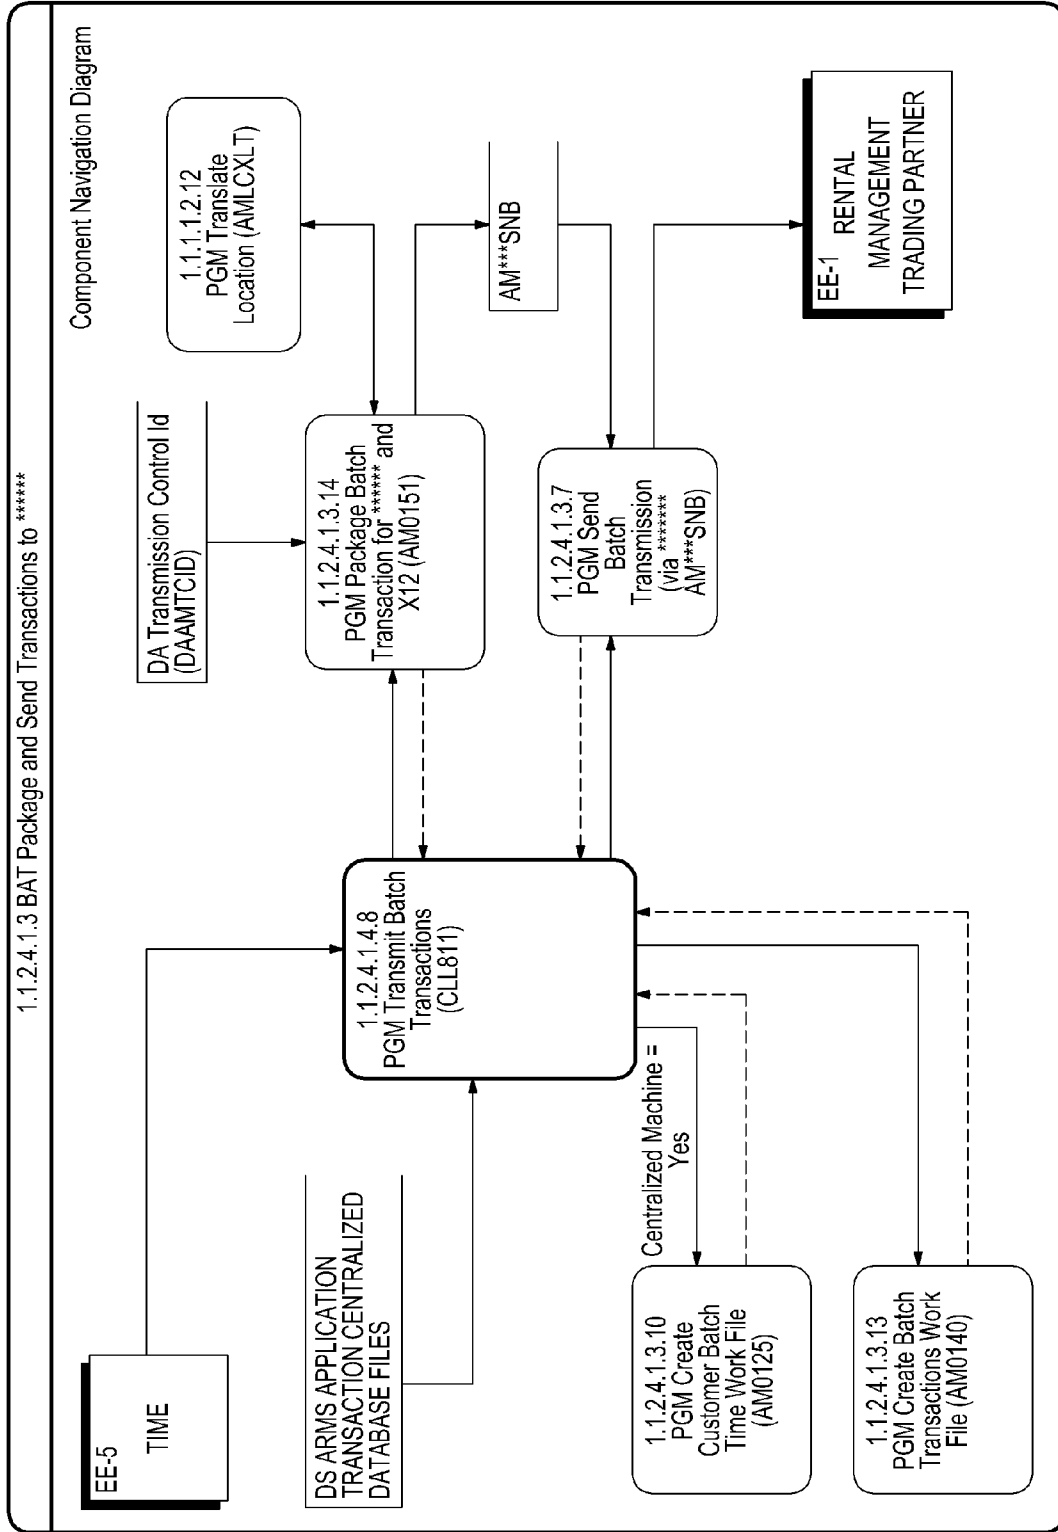 1.1.2.4.1.3 BAT Package and Send Transactions to ******
Component Navigation Diagram
EE-5
TIME
DS ARMS APPLICATION
TRANSACTION CENTRALIZED
DATABASE FILES
1.1.2.4.1.3.10
PGM Create
Customer Batch
Time Work File
(AM0125)
1.1.2.4.1.3.13
PGM Create Batch
Transactions Work
File (AM0140)
Centralized Machine =
Yes
1.1.2.4.1.4.8
PGM Transmit Batch
Transactions
(CLL811)
DA Transmission Control Id
(DAAMTCID)
1.1.2.4.1.3.14
PGM Package Batch
Transaction for ****** and
X12 (AM0151)
1.1.2.4.1.3.7
PGM Send
Batch
Transmission
(via *******
AM***SNB)
1.1.1.1.2.12
PGM Translate
Location (AMLCXLT)
AM***SNB
EE-1
RENTAL
MANAGEMENT
TRADING PARTNER